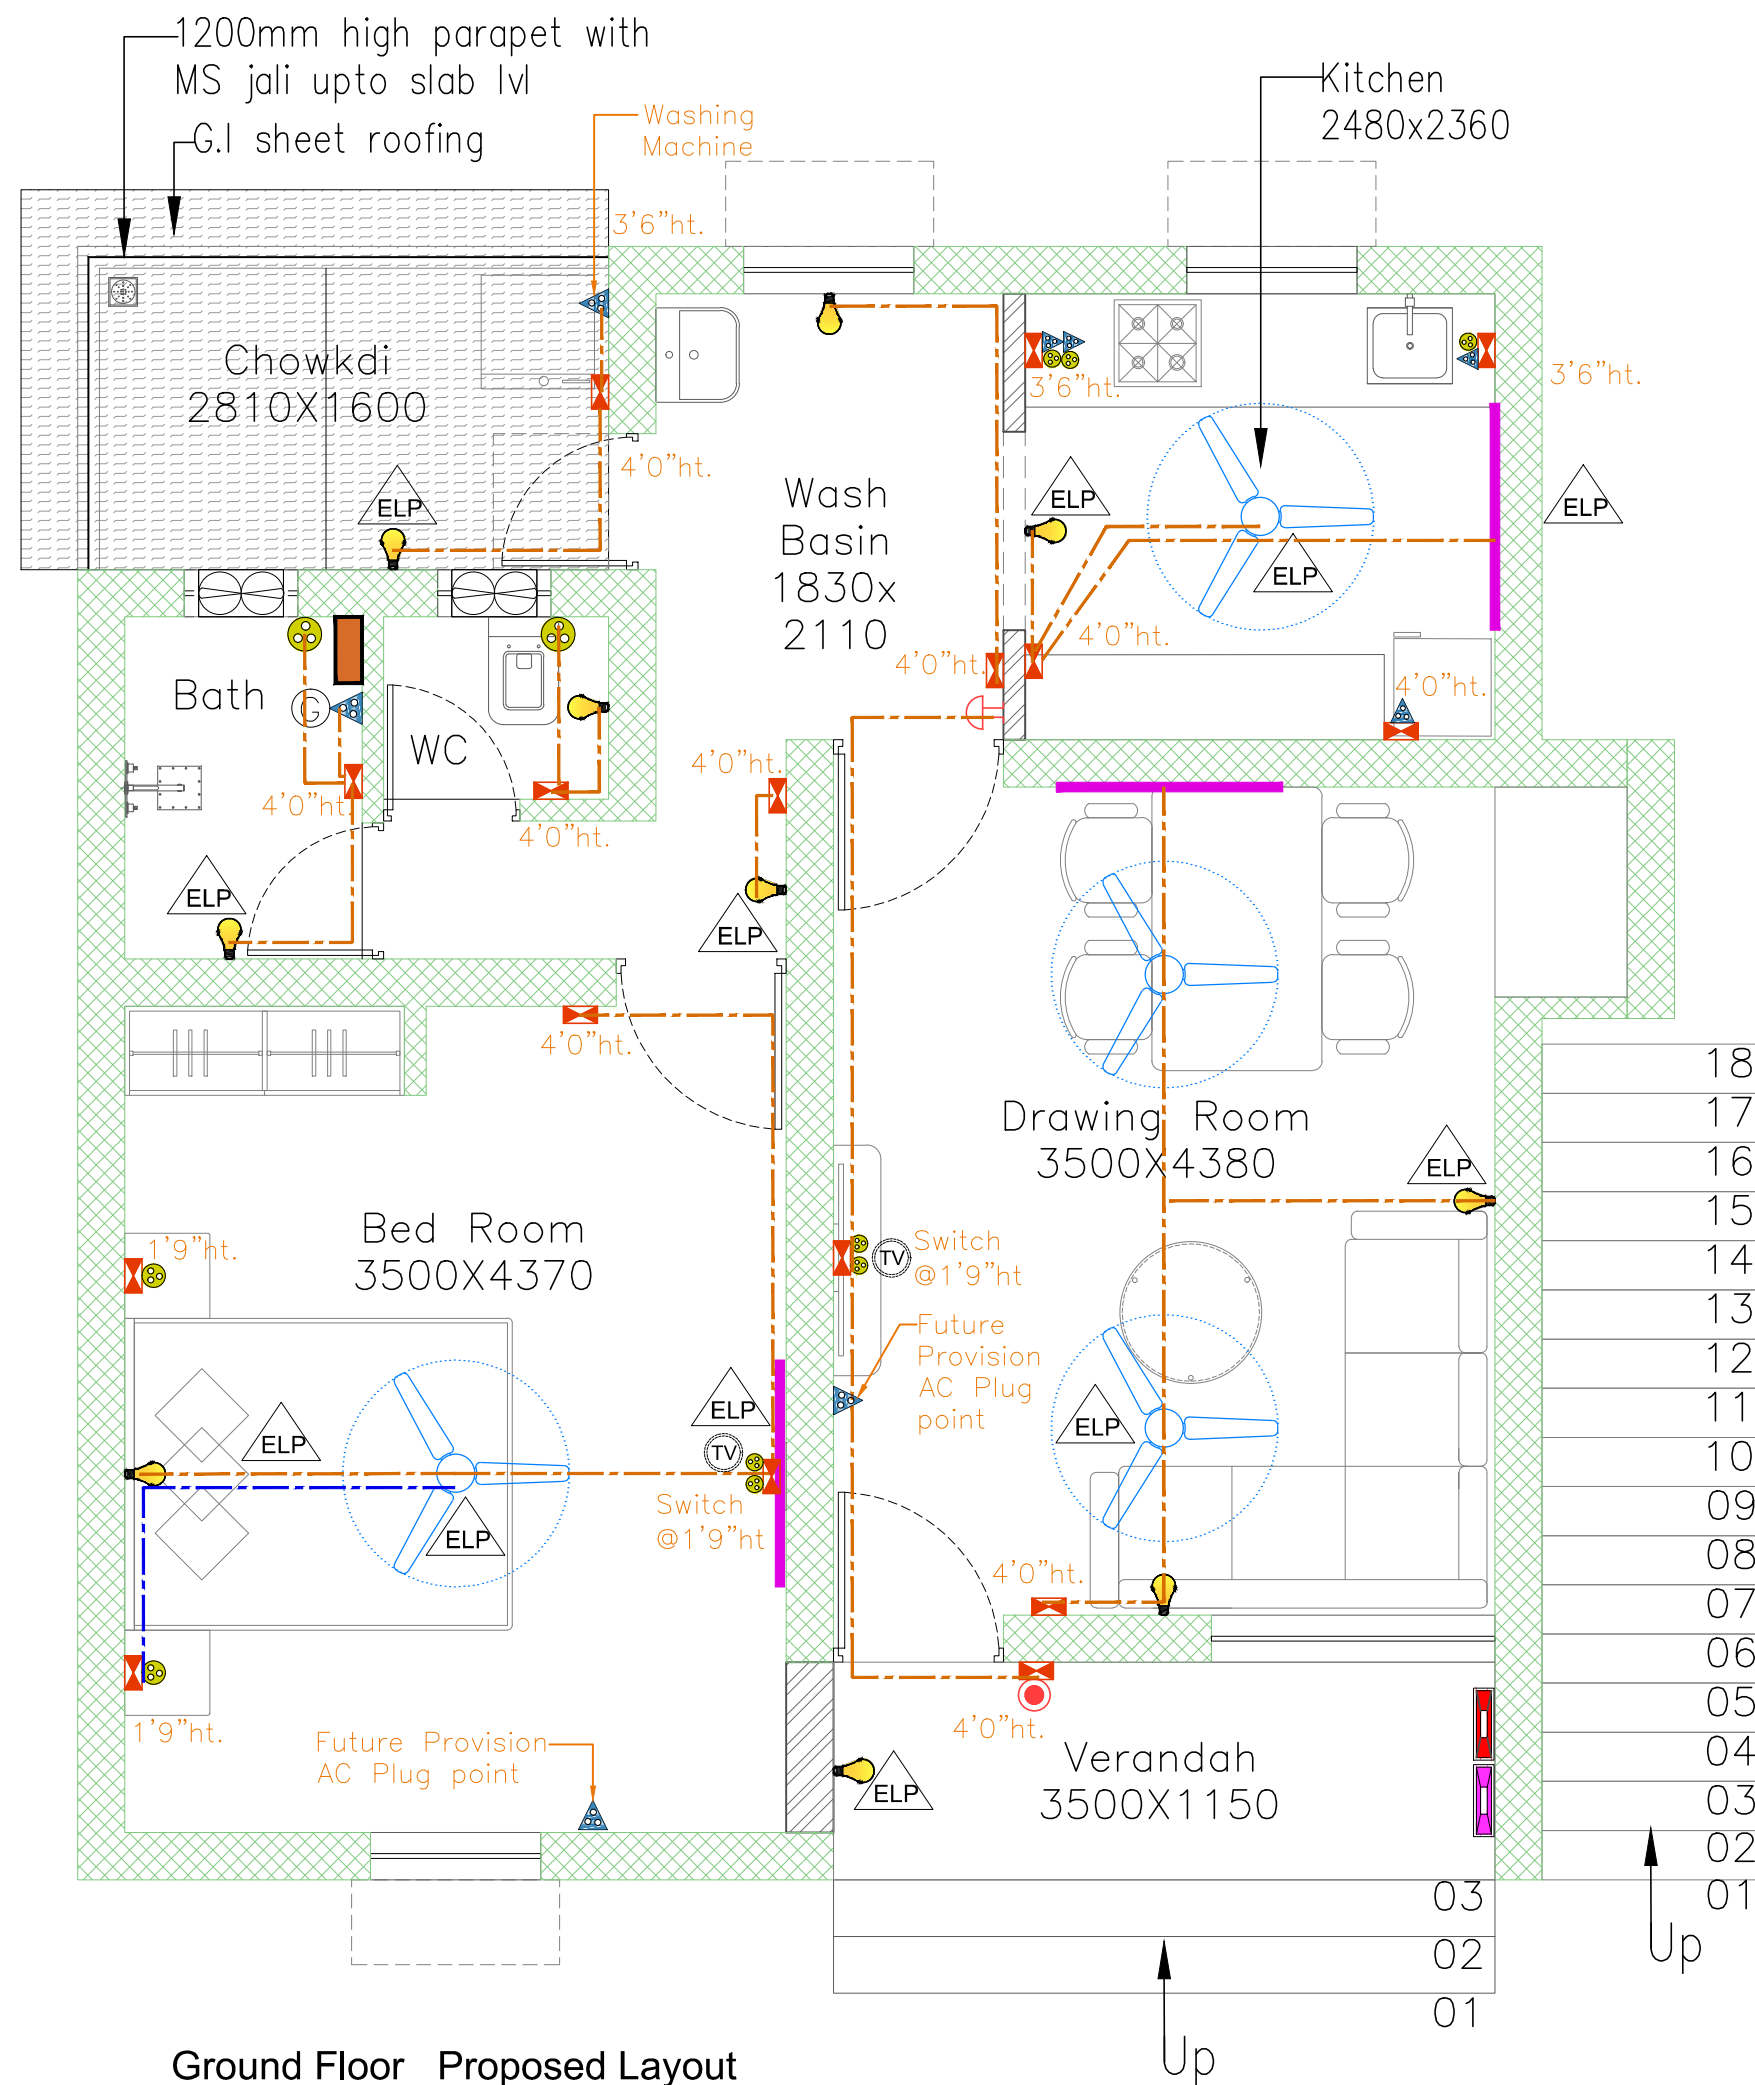 1200mm high parapet with
MS jali upto slab lvl
G.I sheet roofing
Washing
Machine
Kitchen
2480x2360
3'6"ht.
Chowkdi
2810X1600
3'6"ht.
3'6"ht.
4'0"ht.
ELP
Wash
Basin
1830x
2110
ELP
ELP
ELP
4'0"ht.
4'0"ht.
4'0"ht.
Bath
G
WC
4'0"ht.
4'0"ht.
4'0"ht.
ELP
ELP
4'0"ht.
Drawing Room
3500X4380
ELP
Bed Room
3500X4370
1'9"ht.
TV
Switch
@1'9"ht
Future
Provision
AC Plug
point
ELP
ELP
ELP
TV
Switch
@1'9"ht
ELP
4'0"ht.
1'9"ht.
Future Provision
AC Plug point
4'0"ht.
Verandah
3500X1150
ELP
18
17
16
15
14
13
12
11
10
09
08
07
06
05
04
03
02
01
Up
03
02
01
Up
Ground Floor Proposed Layout